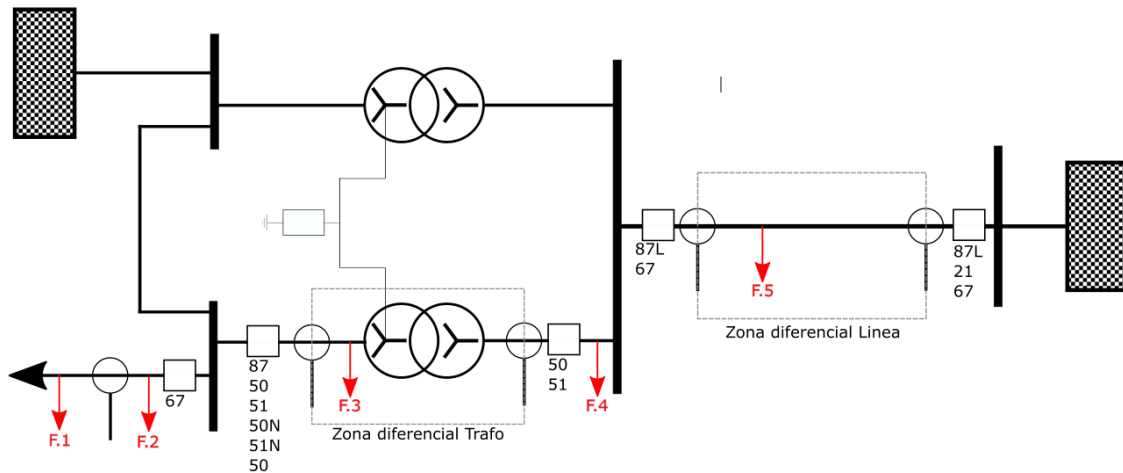 87L
67
F.5
87L
21
67
Zona diferencial Linea
67
F.1
F.2
87
50
51
50N
51N
50
F.3
50
51
F.4
Zona diferencial Trafo